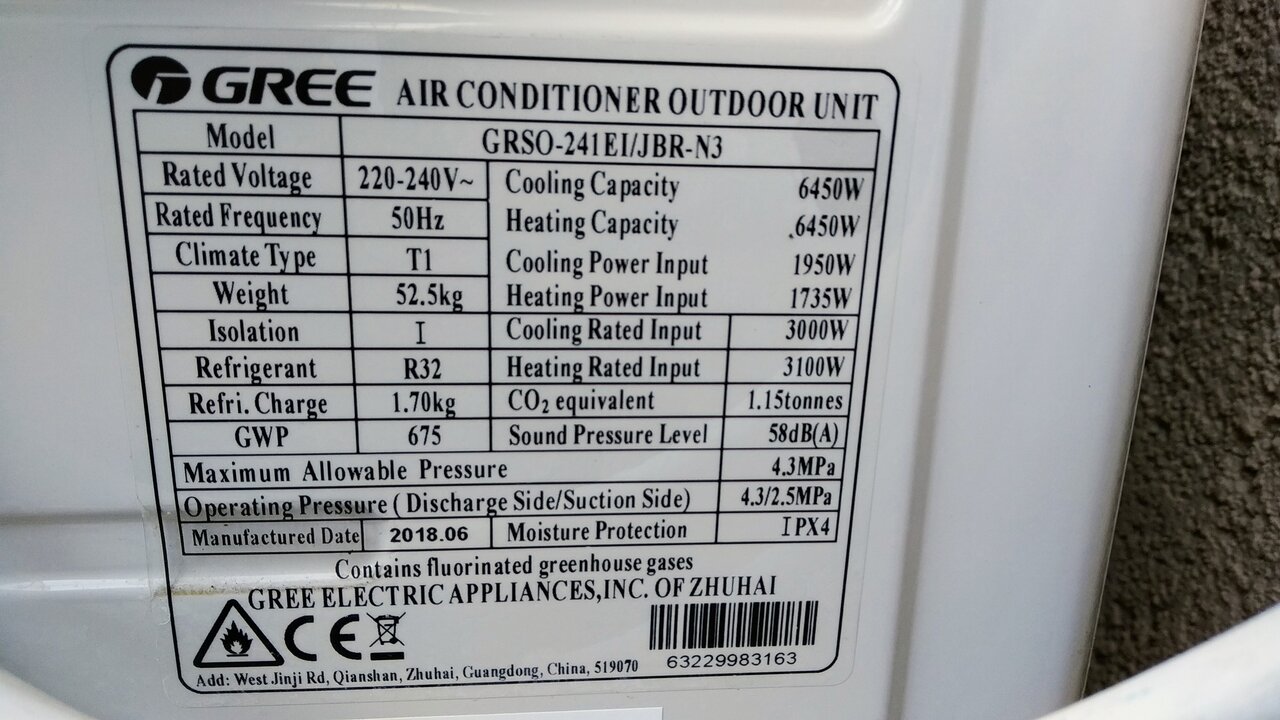 GREE AIR CONDITIONER OUTDOOR UNIT
Model GRSO-241EI/JBR-N3
Rated Voltage 220-240V~ Cooling Capacity 6450W
Rated Frequency 50Hz Heating Capacity .6450W
Climate Type T1 Cooling Power Input 1950W
Weight 52.5kg Heating Power Input 1735W
Isolation I Cooling Rated Input 3000W
Refrigerant R32 Heating Rated Input 3100W
Refri. Charge 1.70kg CO₂ equivalent 1.15tonnes
GWP 675 Sound Pressure Level 58dB(A)
Maximum Allowable Pressure 4.3MPa
Operating Pressure ( Discharge Side/Suction Side) 4.3/2.5MPa
Manufactured Date 2018.06 Moisture Protection IPX4
Contains fluorinated greenhouse gases
GREE ELECTRIC APPLIANCES,INC. OF ZHUHAI
CE
63229983163
Add: West Jinji Rd, Qianshan, Zhuhai, Guangdong, China, 519070